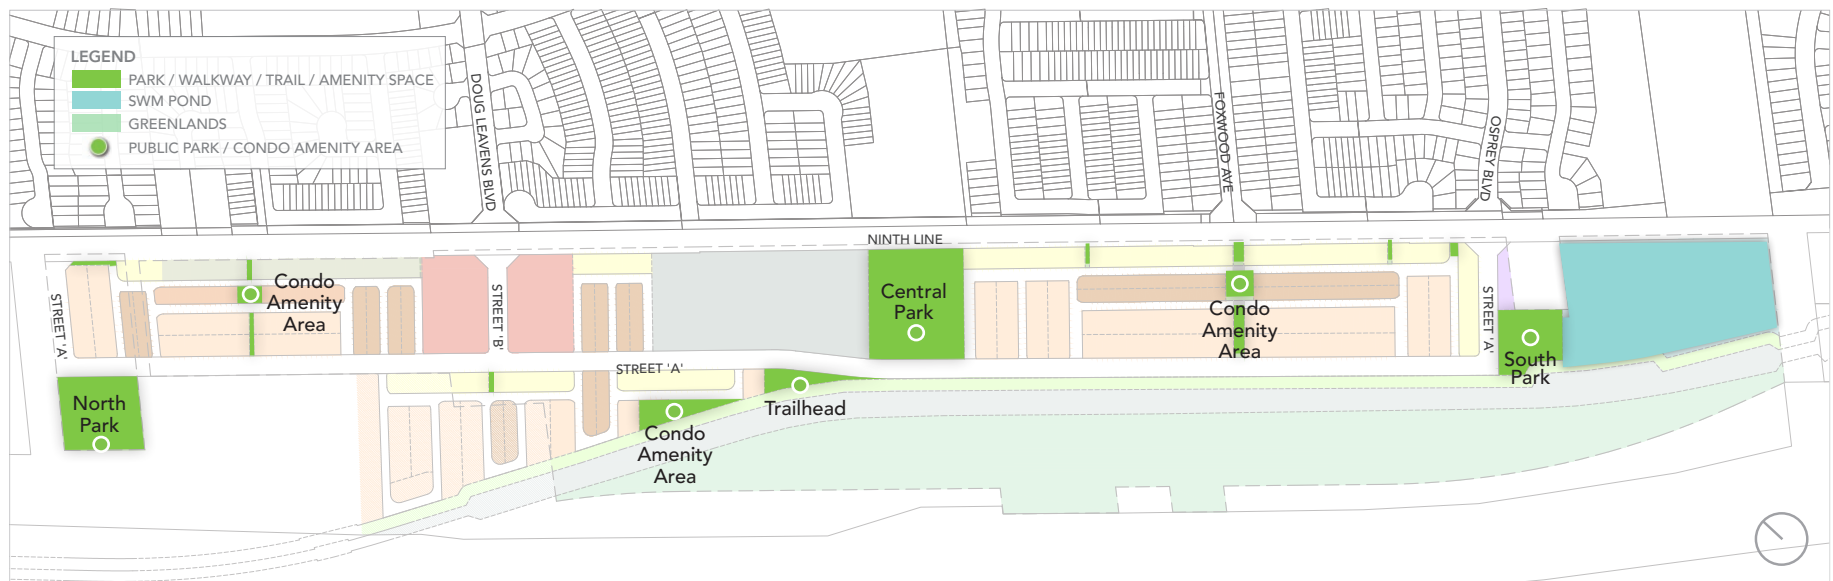 LEGEND
PARK / WALKWAY / TRAIL / AMENITY SPACE
SWM POND
GREENLANDS
PUBLIC PARK / CONDO AMENITY AREA
DOUG LEAVENS BLVD
FOXWOOD AVE
OSPREY BLVD
NINTH LINE
STREET 'A'
Condo
Amenity
Area
STREET 'B'
Central
Park
Condo
Amenity
Area
STREET 'A'
South
Park
STREET 'A'
North
Park
Trailhead
Condo
Amenity
Area